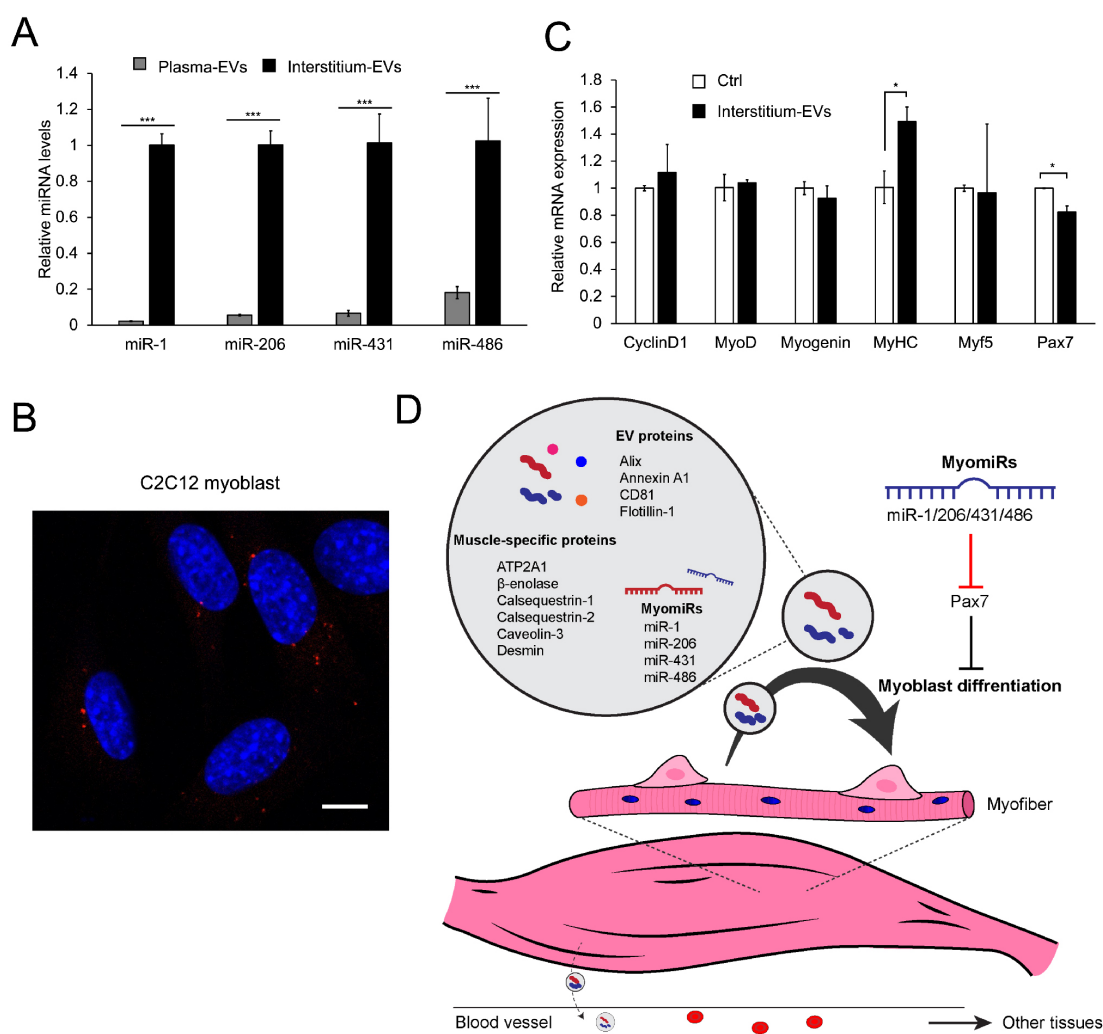 A
Plasma-EVs
Interstitium-EVs
Relative miRNA levels
1.4
1.2
1
0.8
0.6
0.4
0.2
0
***
***
***
***
miR-1
miR-206
miR-431
miR-486
C
Ctrl
Interstitium-EVs
Relative mRNA expression
1.8
1.6
1.4
1.2
1
0.8
0.6
0.4
0.2
0
*
*
CyclinD1
MyoD
Myogenin
MyHC
Myf5
Pax7
B
C2C12 myoblast
D
EV proteins
Alix
Annexin A1
CD81
Flotillin-1
Muscle-specific proteins
ATP2A1
β-enolase
Calsequestrin-1
Calsequestrin-2
Caveolin-3
Desmin
MyomiRs
miR-1
miR-206
miR-431
miR-486
MyomiRs
miR-1/206/431/486
Pax7
Myoblast diffrentiation
Myofiber
Blood vessel
Other tissues